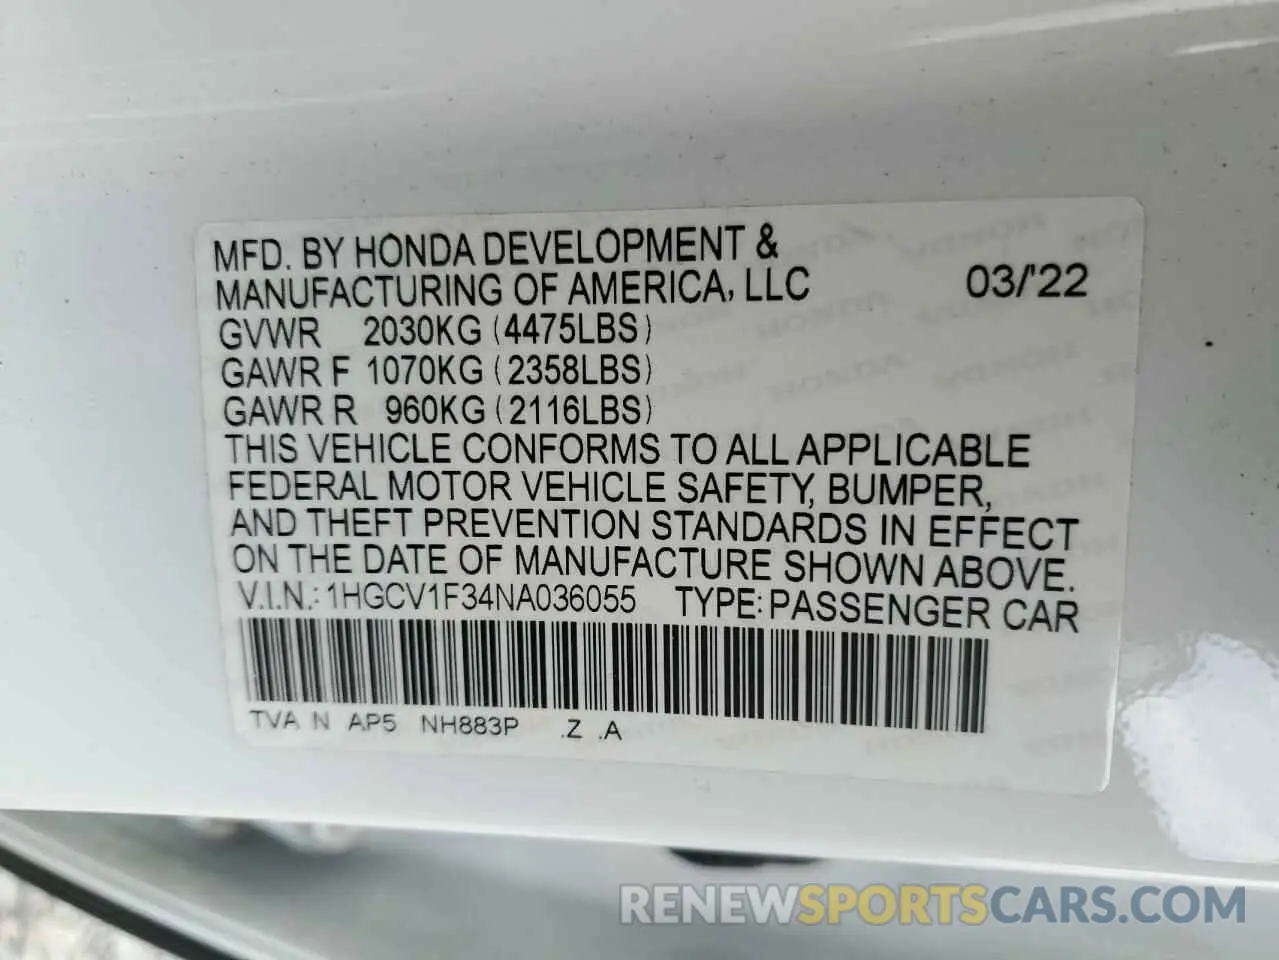 MFD. BY HONDA DEVELOPMENT &
MANUFACTURING OF AMERICA, LLC 03/'22
GVWR 2030KG (4475LBS)
GAWR F 1070KG (2358LBS)
GAWR R 960KG (2116LBS)
THIS VEHICLE CONFORMS TO ALL APPLICABLE
FEDERAL MOTOR VEHICLE SAFETY, BUMPER,
AND THEFT PREVENTION STANDARDS IN EFFECT
ON THE DATE OF MANUFACTURE SHOWN ABOVE.
V.I.N.: 1HGCV1F34NA036055 TYPE: PASSENGER CAR
TVA N AP5 NH883P .Z .A
RENEWSPORTSCARS.COM